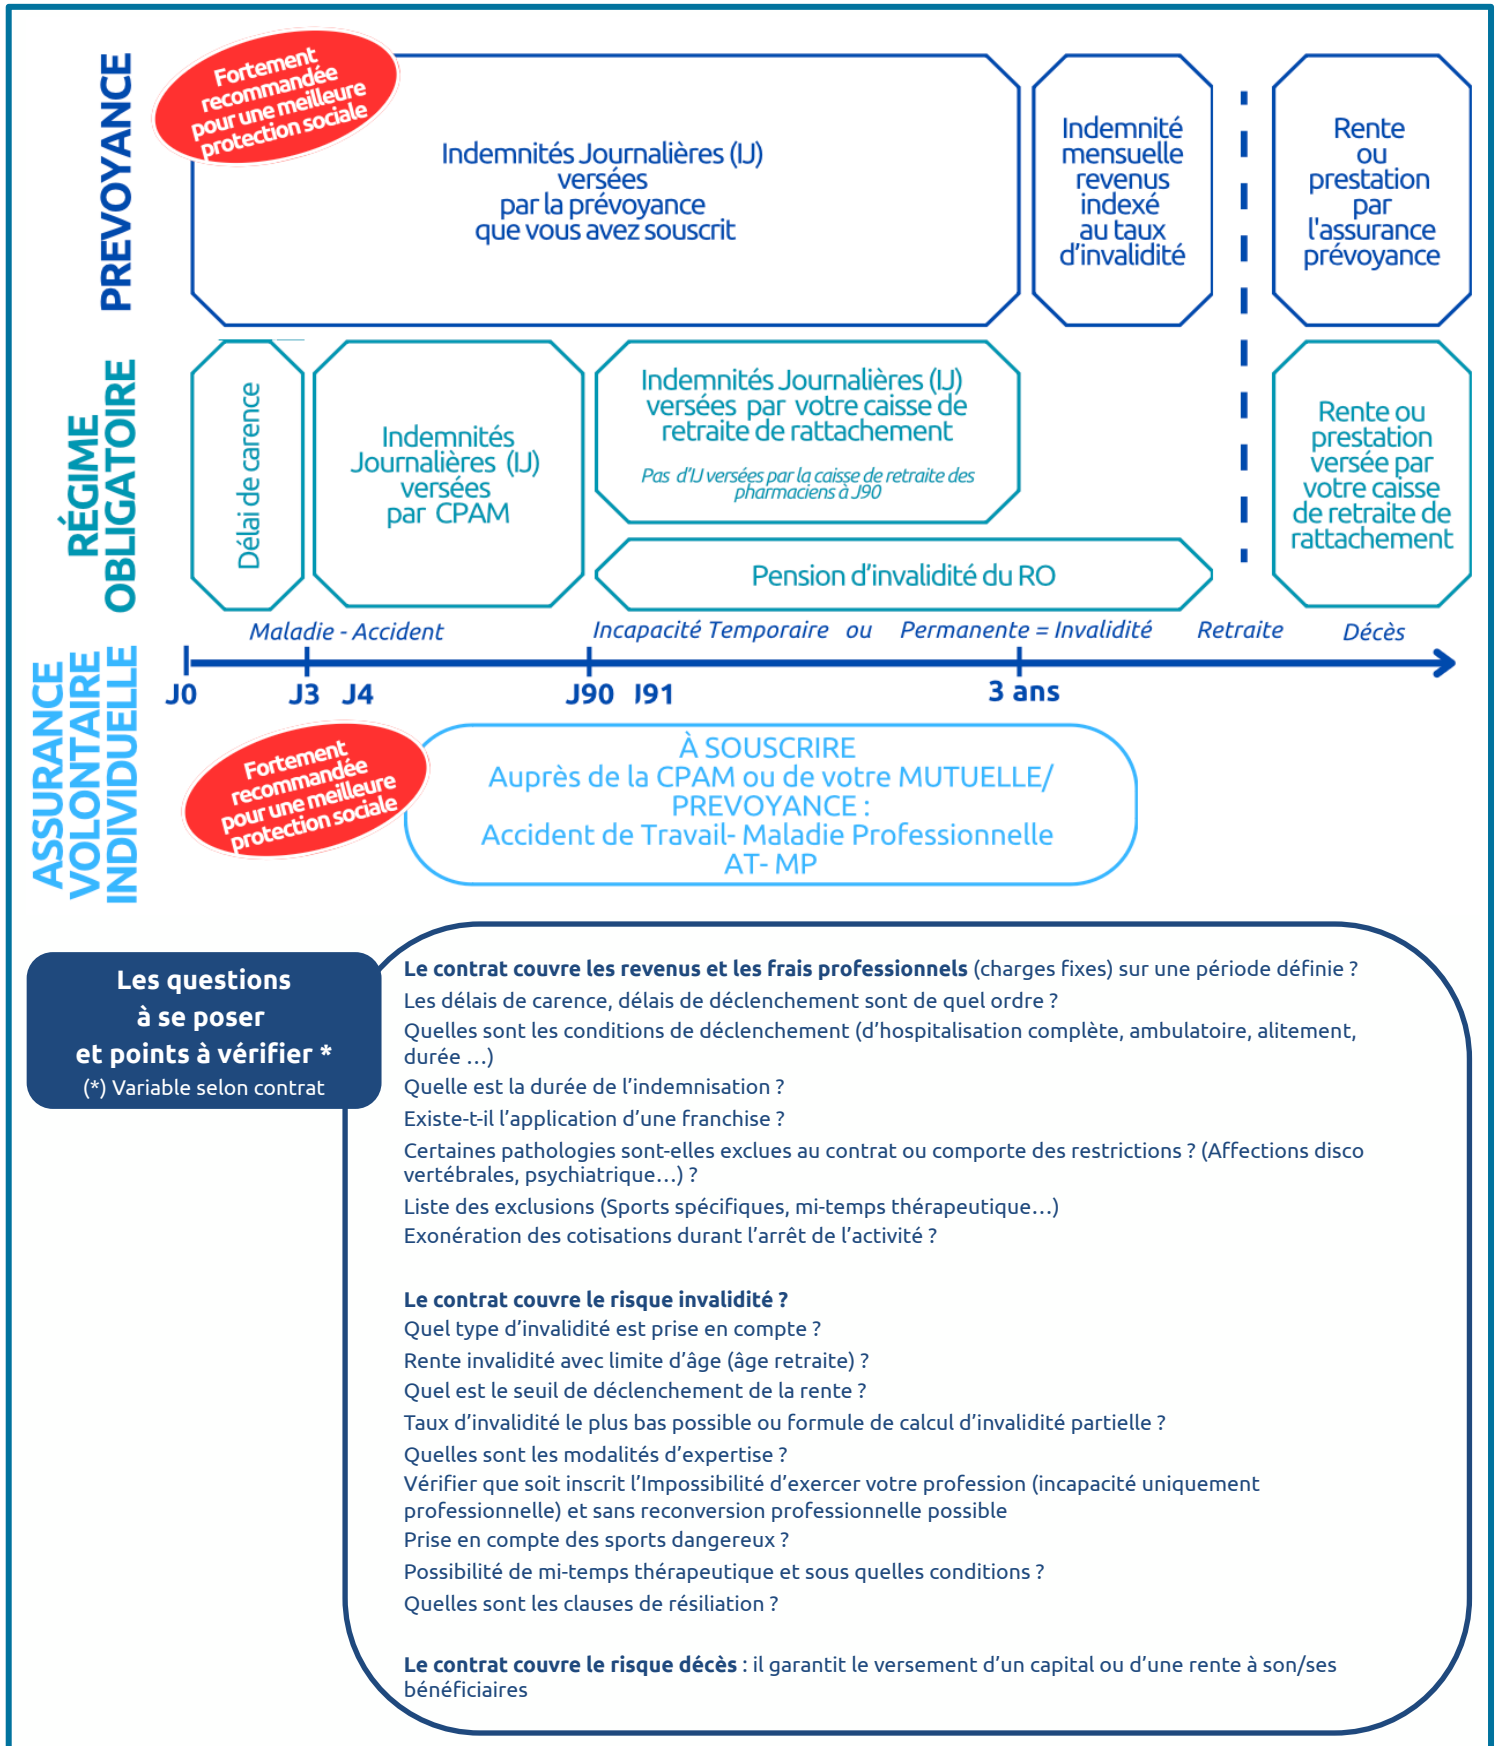 PREVOYANCE
Fortement
recommandée
pour une meilleure
protection sociale
Indemnités Journalières (IJ)
versées
par la prévoyance
que vous avez souscrit
Indemnité
mensuelle
revenus
indexé
au taux
d'invalidité
Rente
ou
prestation
par
l'assurance
prévoyance
RÉGIME
OBLIGATOIRE
Délai de carence
Indemnités
Journalières (IJ)
versées
par CPAM
Indemnités Journalières (IJ)
versées par votre caisse de
retraite de rattachement
Pas d'IJ versées par la caisse de retraite des
pharmaciens à J90
Pension d'invalidité du RO
Rente ou
prestation
versée par
votre caisse
de retraite de
rattachement
Maladie - Accident
Incapacité Temporaire ou Permanente = Invalidité
Retraite
Décès
J0
J3 J4
J90 J91
3 ans
ASSURANCE
VOLONTAIRE
INDIVIDUELLE
Fortement
recommandée
pour une meilleure
protection sociale
À SOUSCRIRE
Auprès de la CPAM ou de votre MUTUELLE/
PREVOYANCE :
Accident de Travail- Maladie Professionnelle
AT- MP
Les questions
à se poser
et points à vérifier *
(*) Variable selon contrat
Le contrat couvre les revenus et les frais professionnels (charges fixes) sur une période définie ?
Les délais de carence, délais de déclenchement sont de quel ordre ?
Quelles sont les conditions de déclenchement (d'hospitalisation complète, ambulatoire, alitement,
durée …)
Quelle est la durée de l'indemnisation ?
Existe-t-il l'application d'une franchise ?
Certaines pathologies sont-elles exclues au contrat ou comporte des restrictions ? (Affections disco
vertébrales, psychiatrique…) ?
Liste des exclusions (Sports spécifiques, mi-temps thérapeutique…)
Exonération des cotisations durant l'arrêt de l'activité ?
Le contrat couvre le risque invalidité ?
Quel type d'invalidité est prise en compte ?
Rente invalidité avec limite d'âge (âge retraite) ?
Quel est le seuil de déclenchement de la rente ?
Taux d'invalidité le plus bas possible ou formule de calcul d'invalidité partielle ?
Quelles sont les modalités d'expertise ?
Vérifier que soit inscrit l'Impossibilité d'exercer votre profession (incapacité uniquement
professionnelle) et sans reconversion professionnelle possible
Prise en compte des sports dangereux ?
Possibilité de mi-temps thérapeutique et sous quelles conditions ?
Quelles sont les clauses de résiliation ?
Le contrat couvre le risque décès : il garantit le versement d'un capital ou d'une rente à son/ses
bénéficiaires